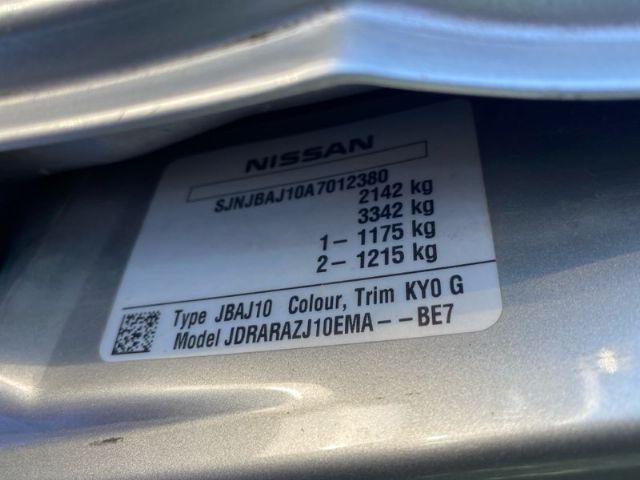 NISSAN
SJNJBAJ10A7012380
2142 kg
3342 kg
1- 1175 kg
2- 1215 kg
Type JBAJ10 Colour, Trim KY0 G
Model JDRARAZJ10EMA--BE7